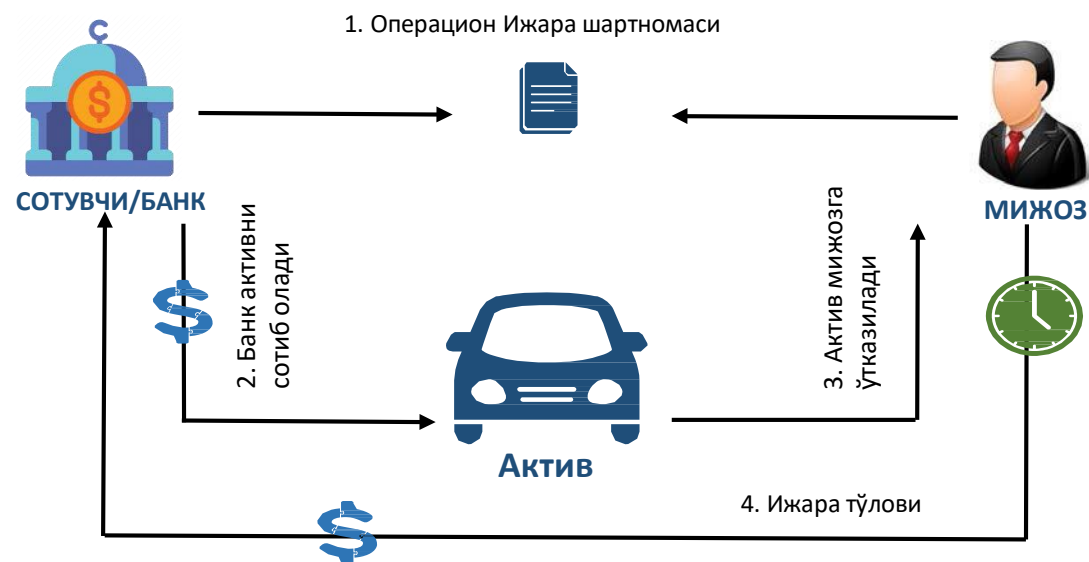 1. Операцион Ижара шартномаси
СОТУВЧИ/БАНК
МИЖОЗ
2. Банк активни
сотиб олади
3. Актив мижозга
ўтказилади
Актив
4. Ижара тўлови